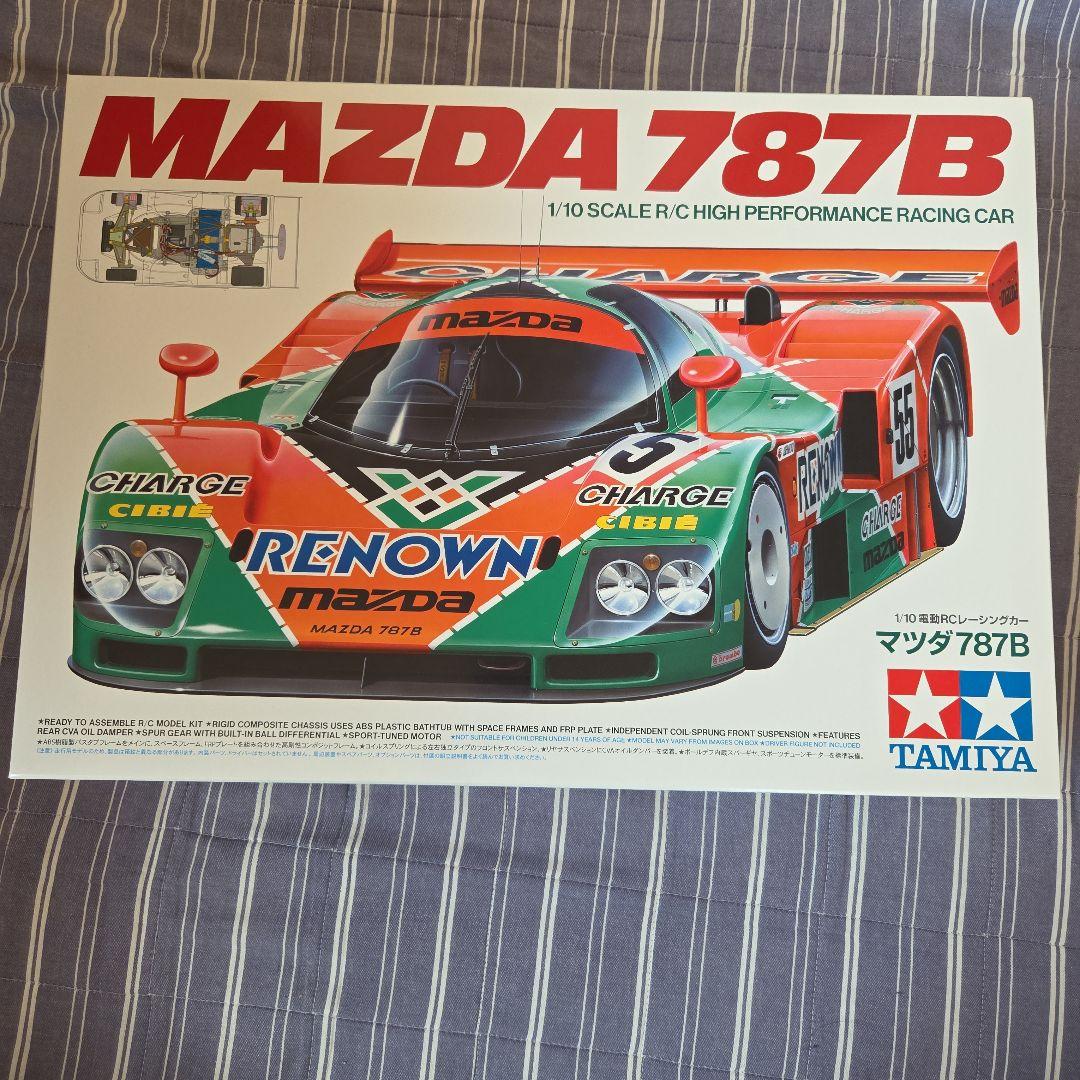 MAZDA 787B
1/10 SCALE R/C HIGH PERFORMANCE RACING CAR
CHARGE
mazda
5
55
CHARGE
CIBIÉ
CHARGE
CIBIÉ
RENOWN
RENOWN
CHARGE
mazda
mazda
MAZDA 787B
brembo
1/10 電動RCレーシングカー
マツダ787B
TAMIYA
★READY TO ASSEMBLE R/C MODEL KIT ★RIGID COMPOSITE CHASSIS USES ABS PLASTIC BATHTUB WITH SPACE FRAMES AND FRP PLATE ★INDEPENDENT COIL-SPRUNG FRONT SUSPENSION ★FEATURES
REAR CVA OIL DAMPER ★SPUR GEAR WITH BUILT-IN BALL DIFFERENTIAL ★SPORT-TUNED MOTOR ★NOT SUITABLE FOR CHILDREN UNDER 14 YEARS OF AGE ★MODEL MAY VARY FROM IMAGES ON BOX ★DRIVER FIGURE NOT INCLUDED